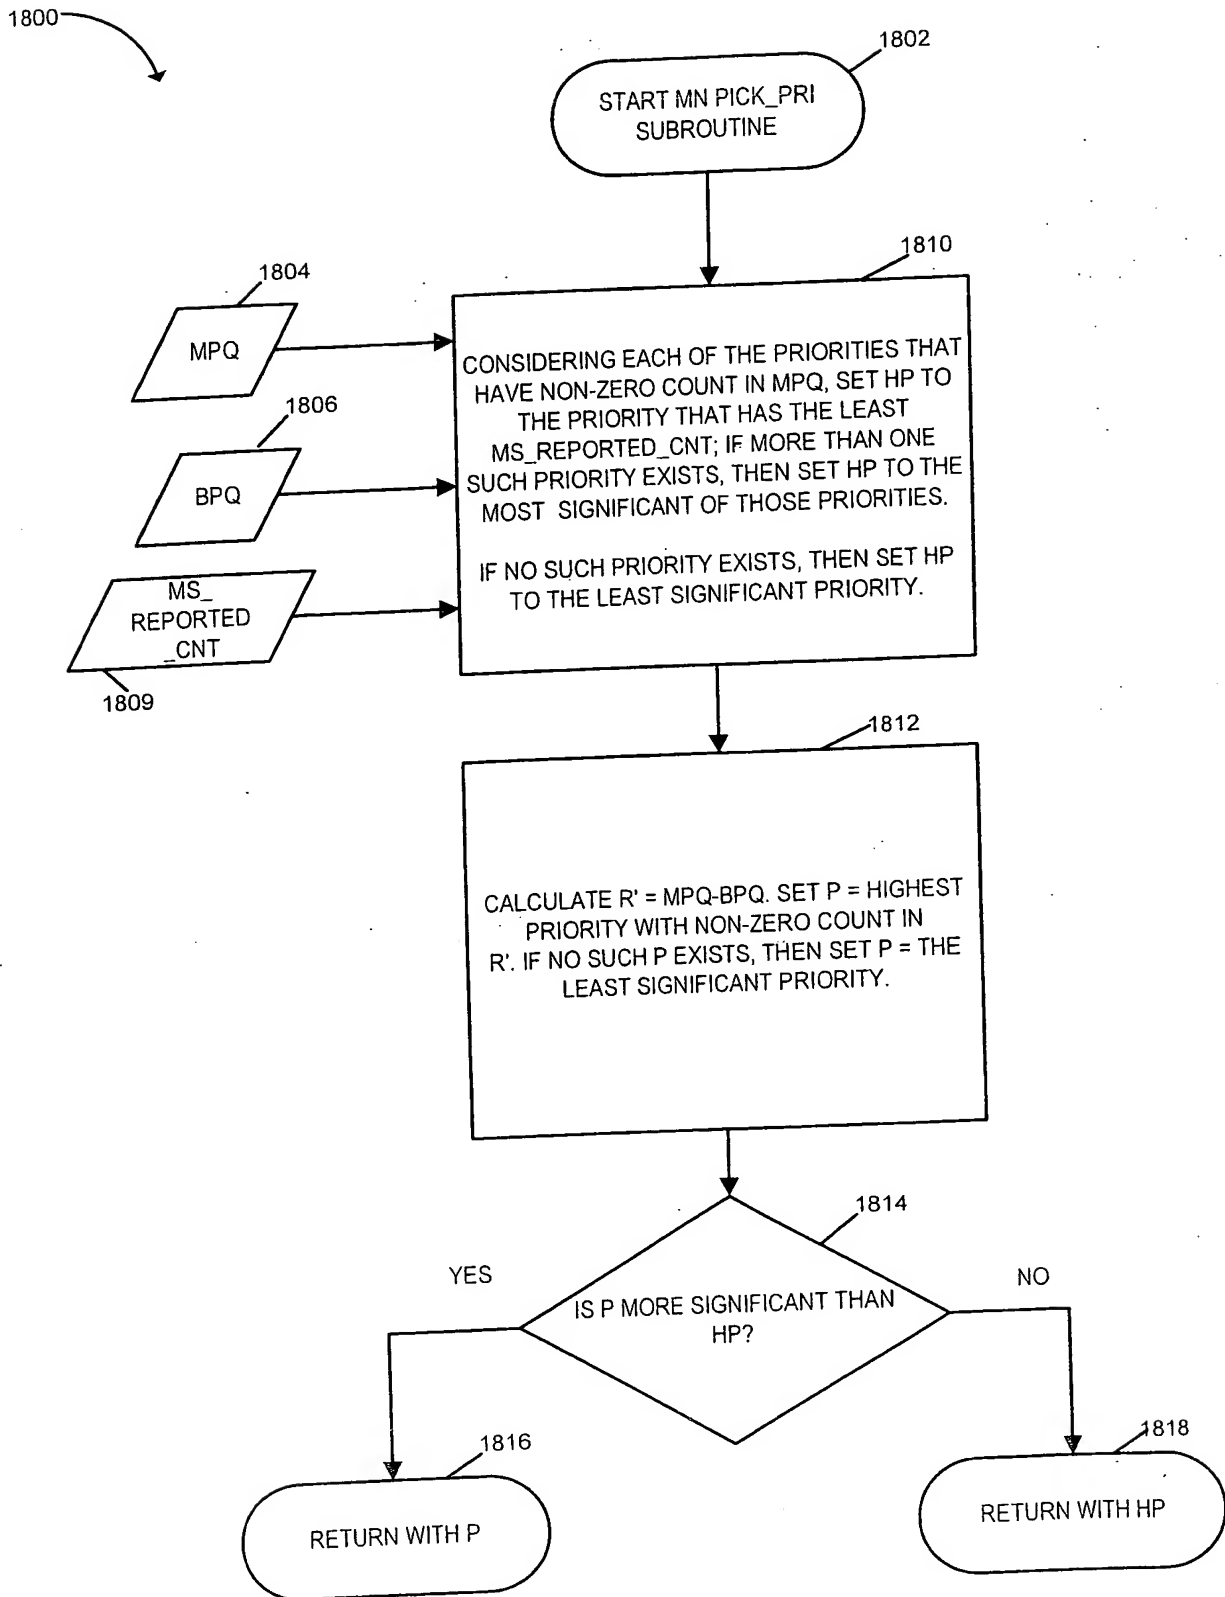 1800
1802
START MN PICK_PRI
SUBROUTINE
1810
1804
MPQ
1806
BPQ
MS_
REPORTED
_CNT
1809
CONSIDERING EACH OF THE PRIORITIES THAT
HAVE NON-ZERO COUNT IN MPQ, SET HP TO
THE PRIORITY THAT HAS THE LEAST
MS_REPORTED_CNT; IF MORE THAN ONE
SUCH PRIORITY EXISTS, THEN SET HP TO THE
MOST SIGNIFICANT OF THOSE PRIORITIES.
IF NO SUCH PRIORITY EXISTS, THEN SET HP
TO THE LEAST SIGNIFICANT PRIORITY.
1812
CALCULATE R' = MPQ-BPQ. SET P = HIGHEST
PRIORITY WITH NON-ZERO COUNT IN
R'. IF NO SUCH P EXISTS, THEN SET P = THE
LEAST SIGNIFICANT PRIORITY.
1814
YES
IS P MORE SIGNIFICANT THAN
HP?
NO
1816
RETURN WITH P
1818
RETURN WITH HP